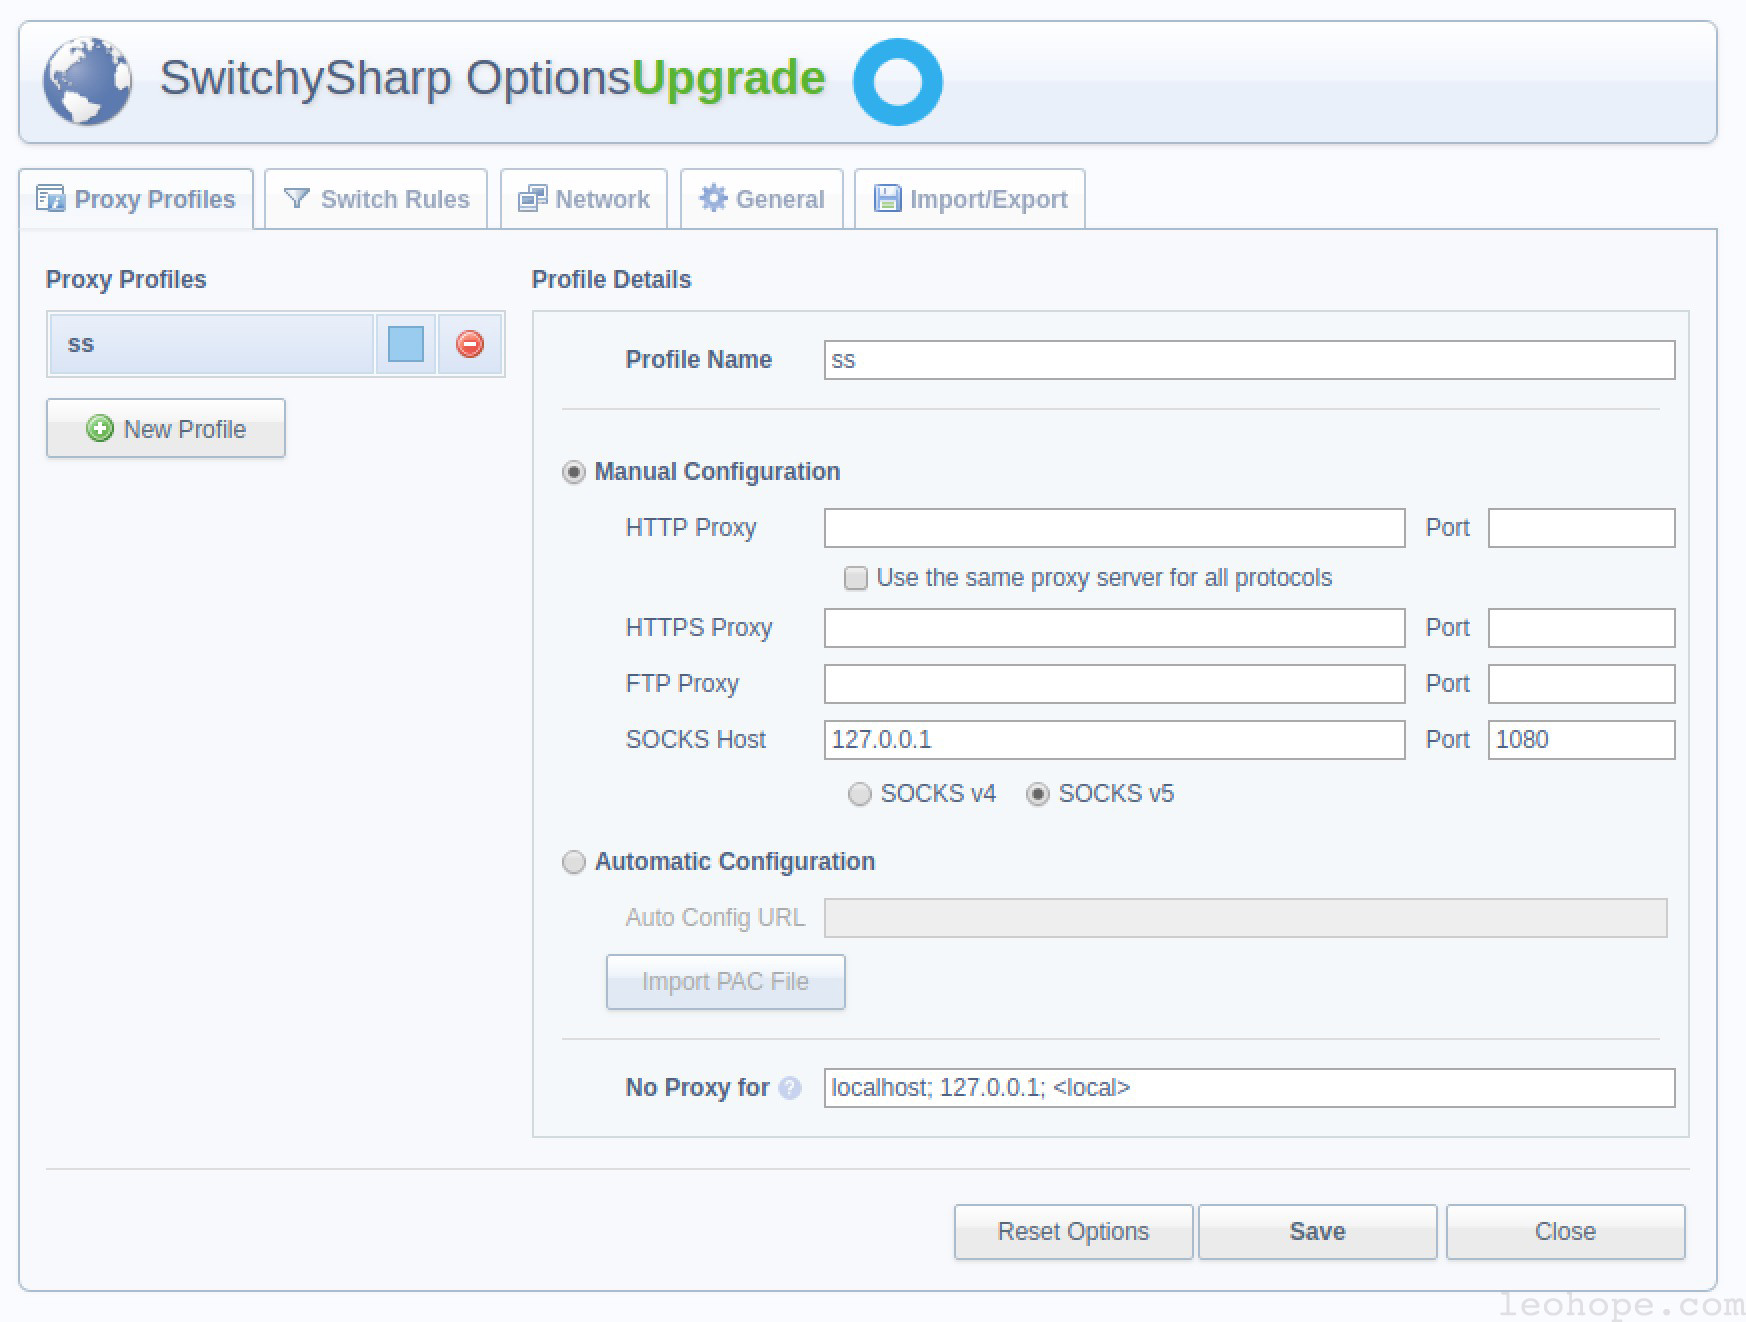 SwitchySharp OptionsUpgrade
Proxy Profiles
Switch Rules
Network
General
Import/Export
Proxy Profiles
ss
New Profile
Profile Details
Profile Name ss
Manual Configuration
HTTP Proxy Port
Use the same proxy server for all protocols
HTTPS Proxy Port
FTP Proxy Port
SOCKS Host 127.0.0.1 Port 1080
SOCKS v4 SOCKS v5
Automatic Configuration
Auto Config URL
Import PAC File
No Proxy for ? localhost; 127.0.0.1; <local>
Reset Options Save Close
leohope.com